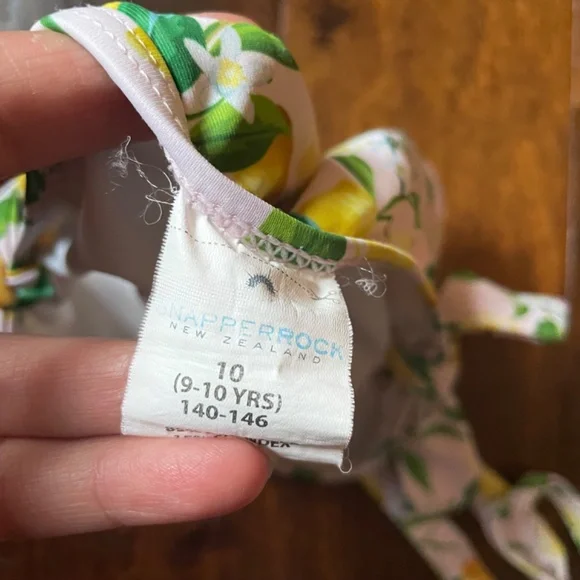 SNAPPERROCK
NEW ZEALAND
10
(9-10 YRS)
140-146